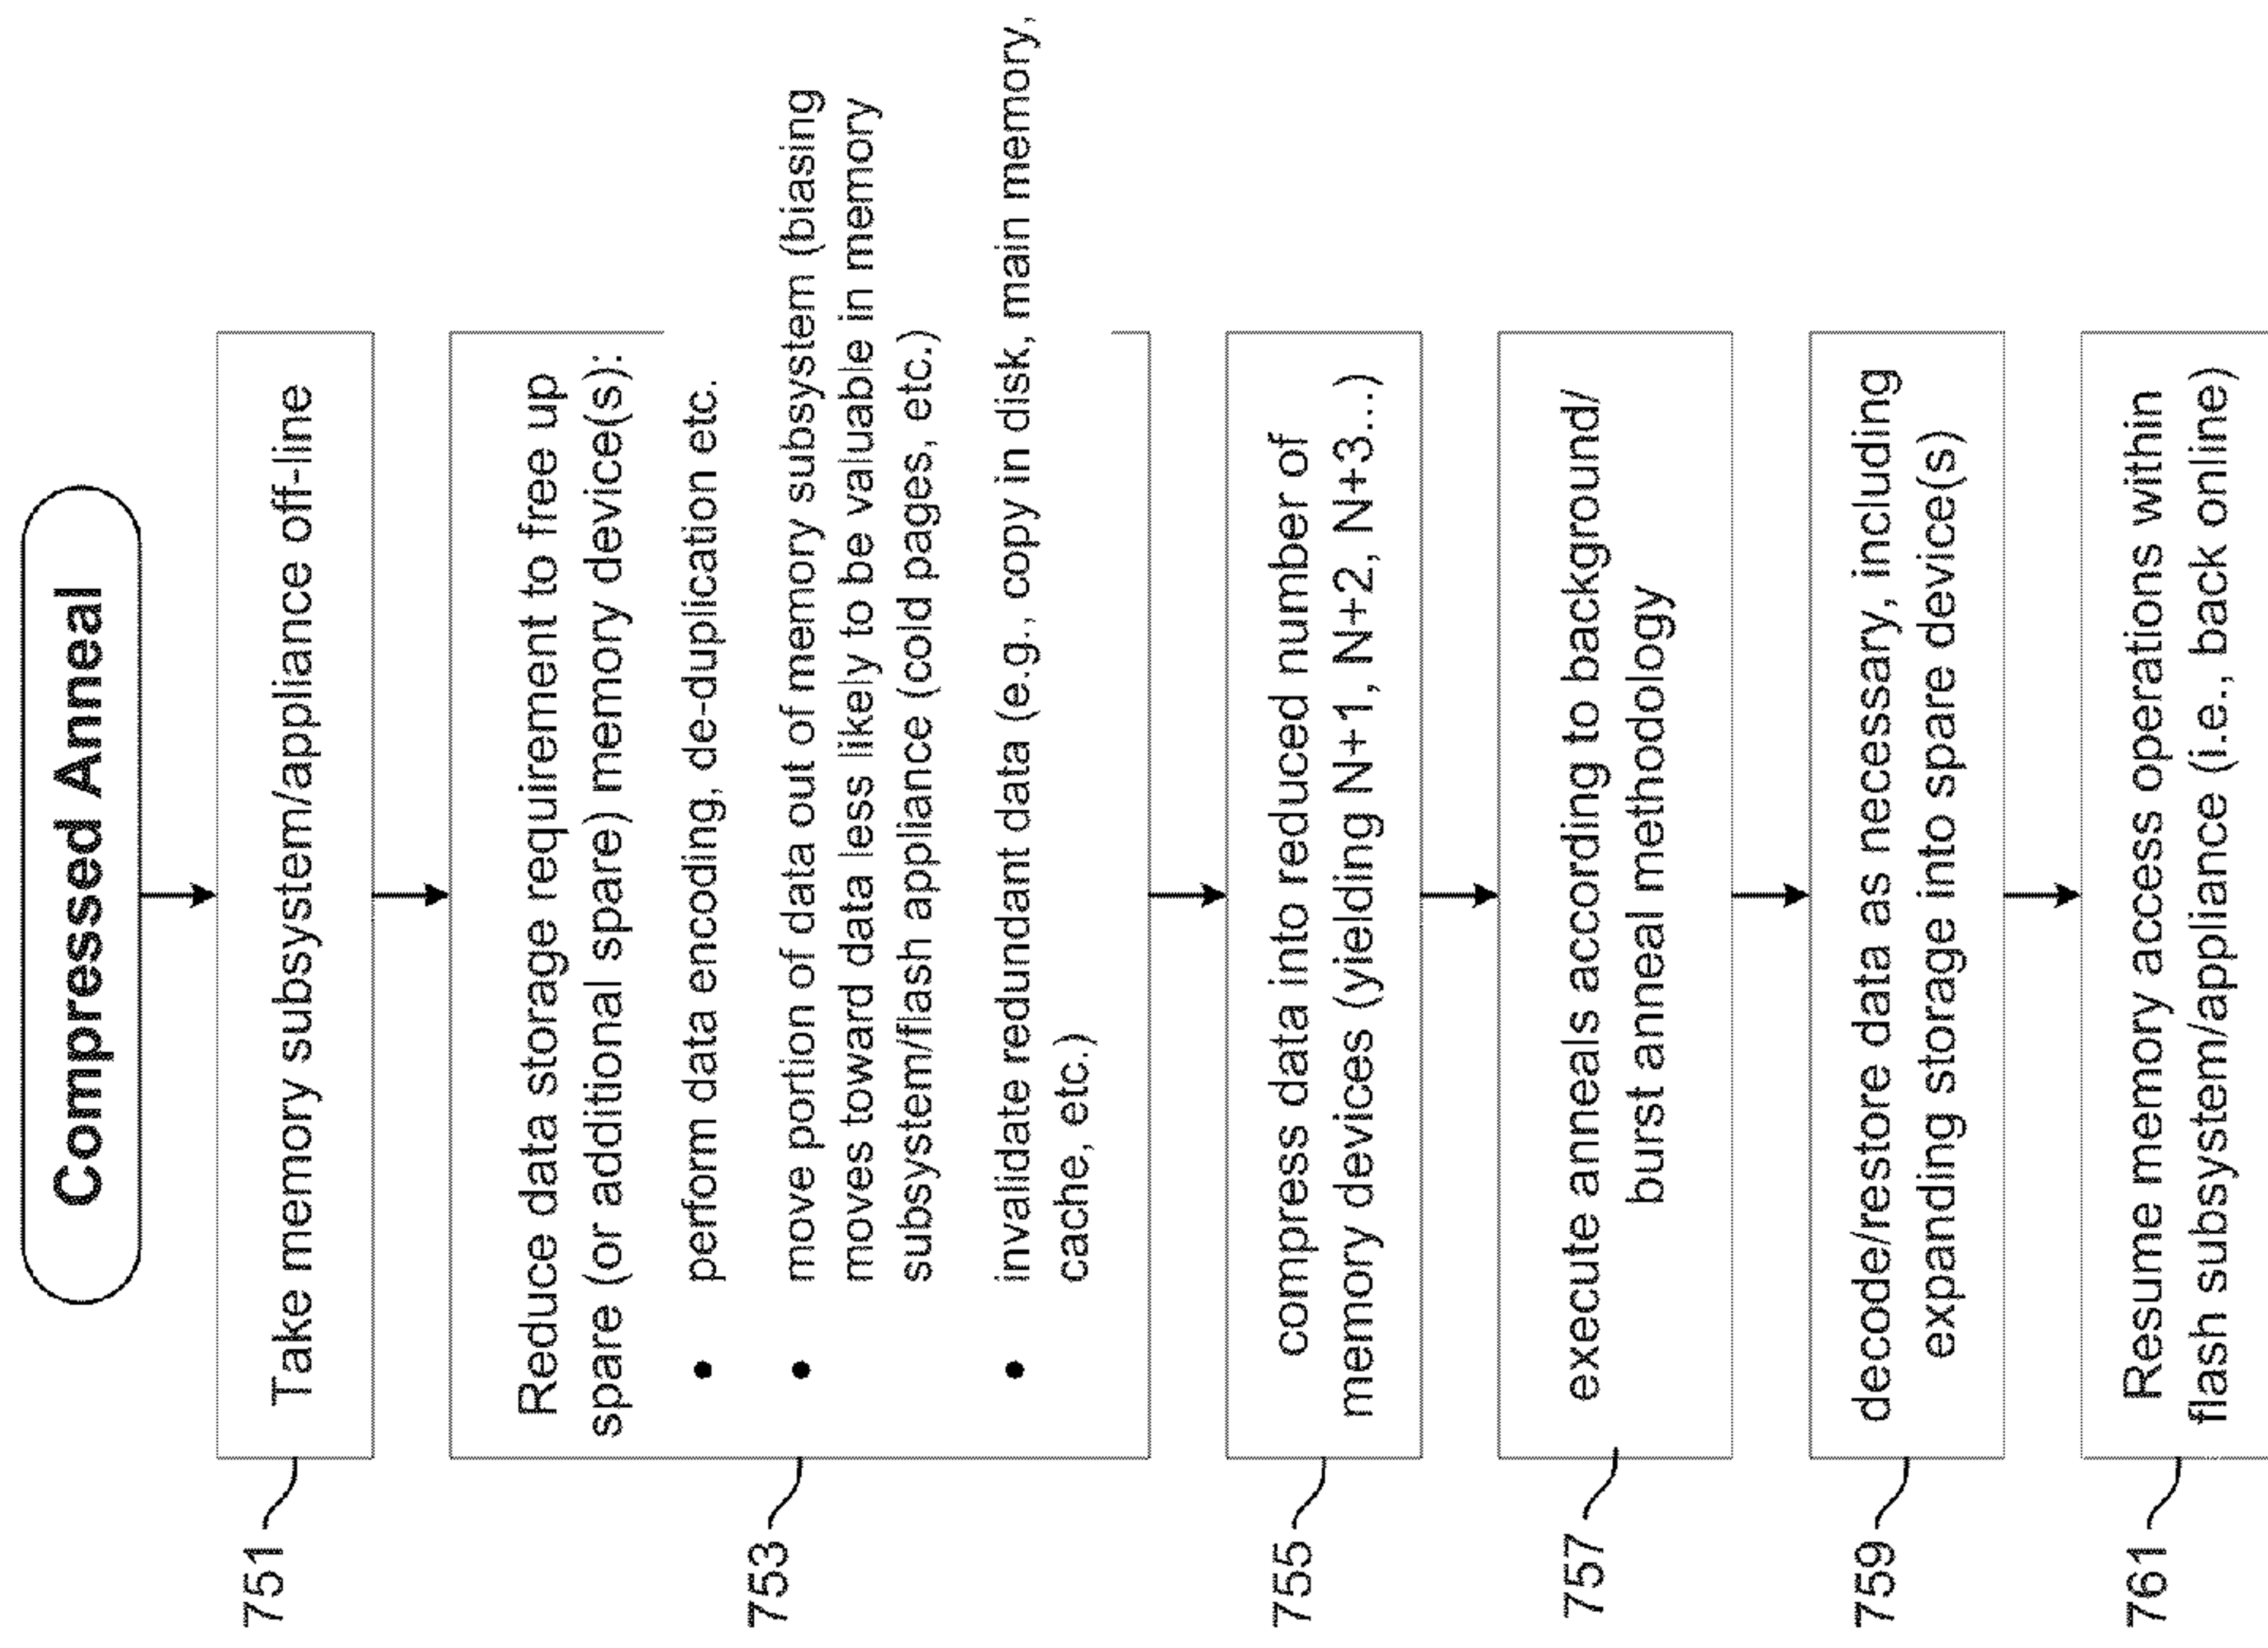 Compressed Anneal
751
Take memory subsystem/appliance off-line
753
Reduce data storage requirement to free up
spare (or additional spare) memory device(s):
• perform data encoding, de-duplication etc.
• move portion of data out of memory subsystem (biasing
moves toward data less likely to be valuable in memory
subsystem/flash appliance (cold pages, etc.)
• invalidate redundant data (e.g., copy in disk, main memory,
cache, etc.)
755
compress data into reduced number of
memory devices (yielding N+1, N+2, N+3...)
757
execute anneals according to background/
burst anneal methodology
759
decode/restore data as necessary, including
expanding storage into spare device(s)
761
Resume memory access operations within
flash subsystem/appliance (i.e., back online)